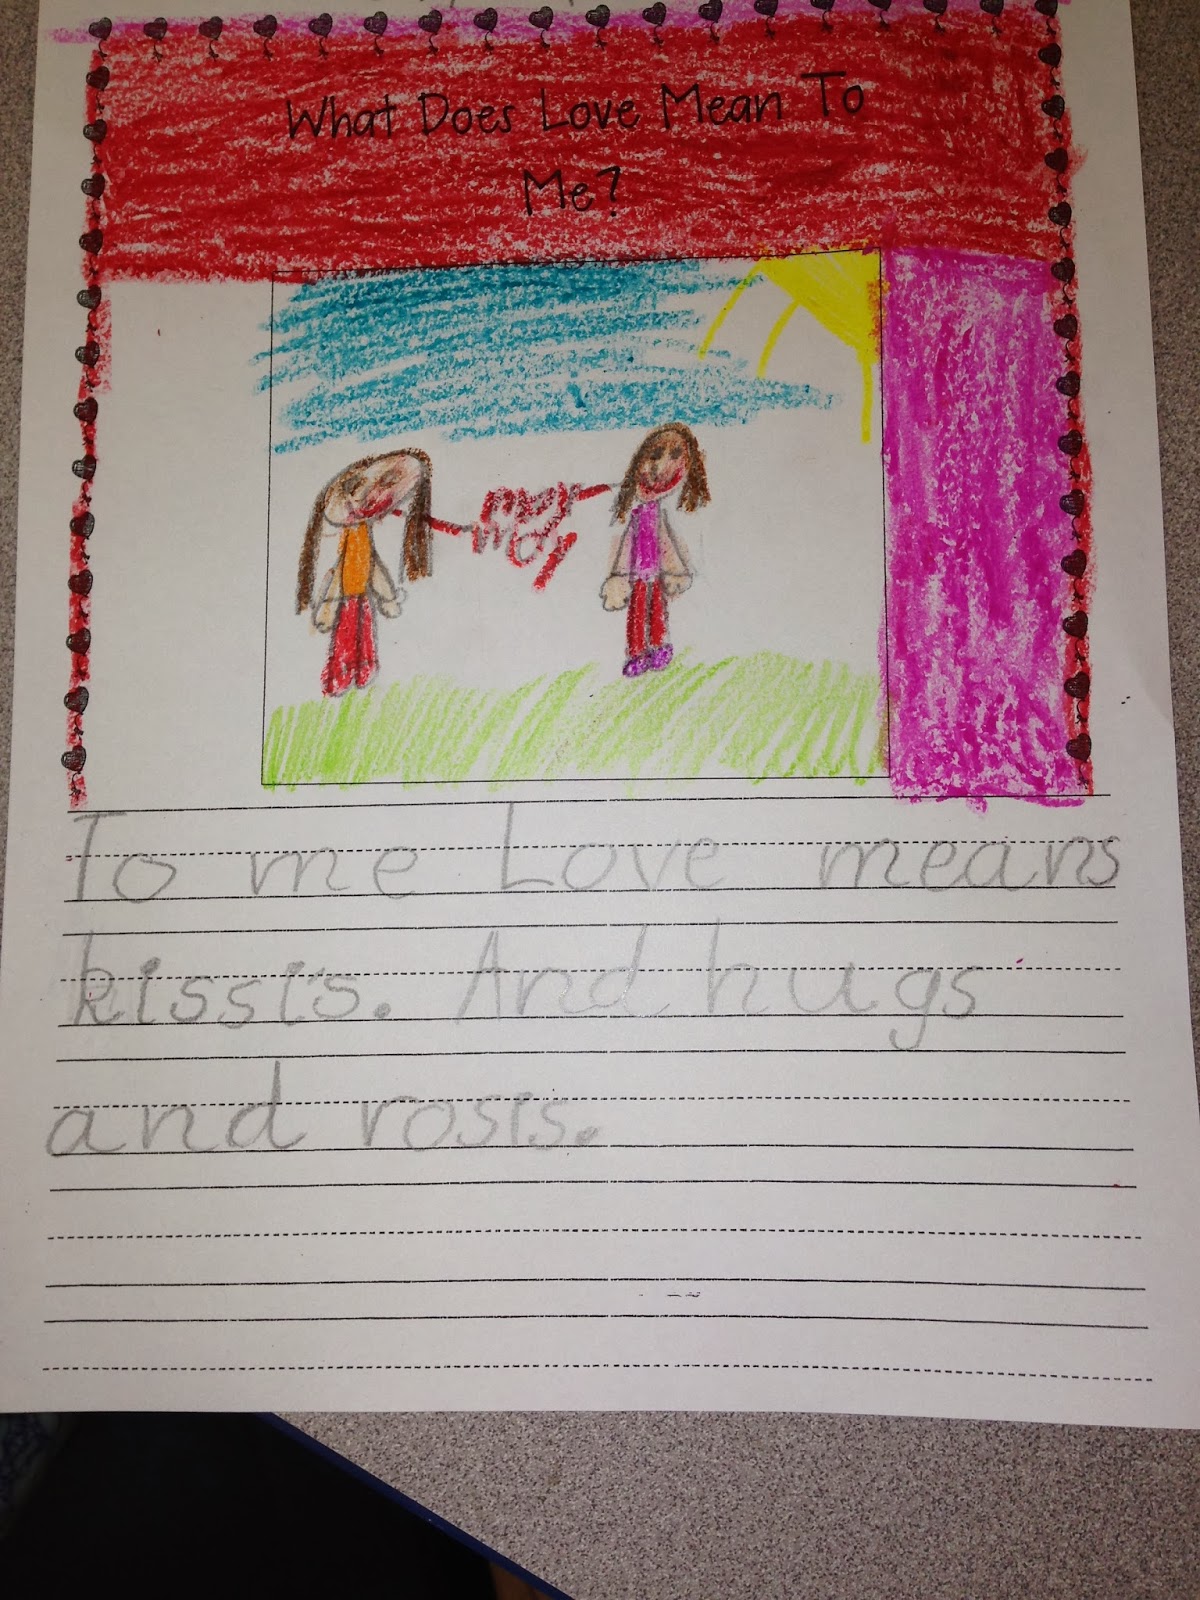 What Does Love Mean To
Me?
To me Love means
kissis. And hugs
and rosis.